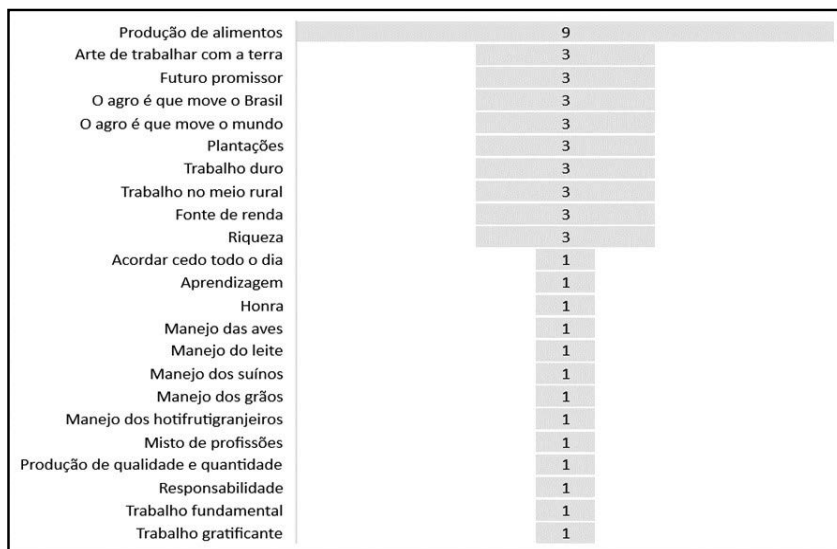 Produção de alimentos 9
Arte de trabalhar com a terra 3
Futuro promissor 3
O agro é que move o Brasil 3
O agro é que move o mundo 3
Plantações 3
Trabalho duro 3
Trabalho no meio rural 3
Fonte de renda 3
Riqueza 3
Acordar cedo todo o dia 1
Aprendizagem 1
Honra 1
Manejo das aves 1
Manejo do leite 1
Manejo dos suínos 1
Manejo dos grãos 1
Manejo dos hotifrutigranjeiros 1
Misto de profissões 1
Produção de qualidade e quantidade 1
Responsabilidade 1
Trabalho fundamental 1
Trabalho gratificante 1